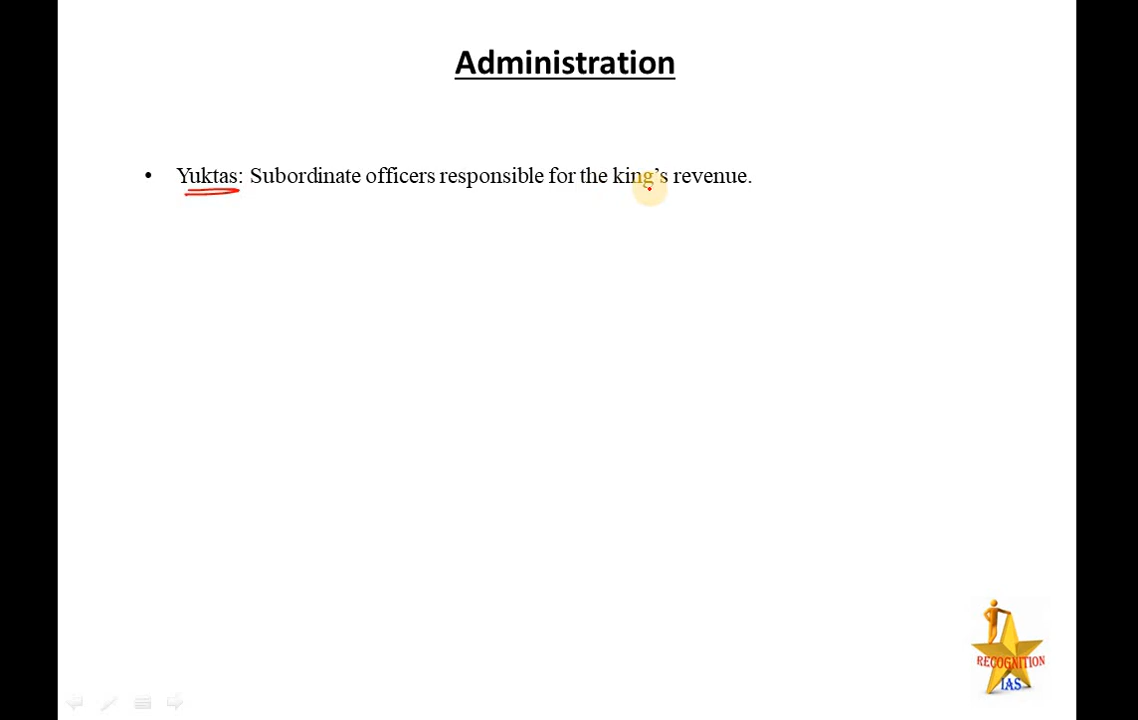 Administration
• Yuktas: Subordinate officers responsible for the king’s revenue.
RECOGNITION
IAS